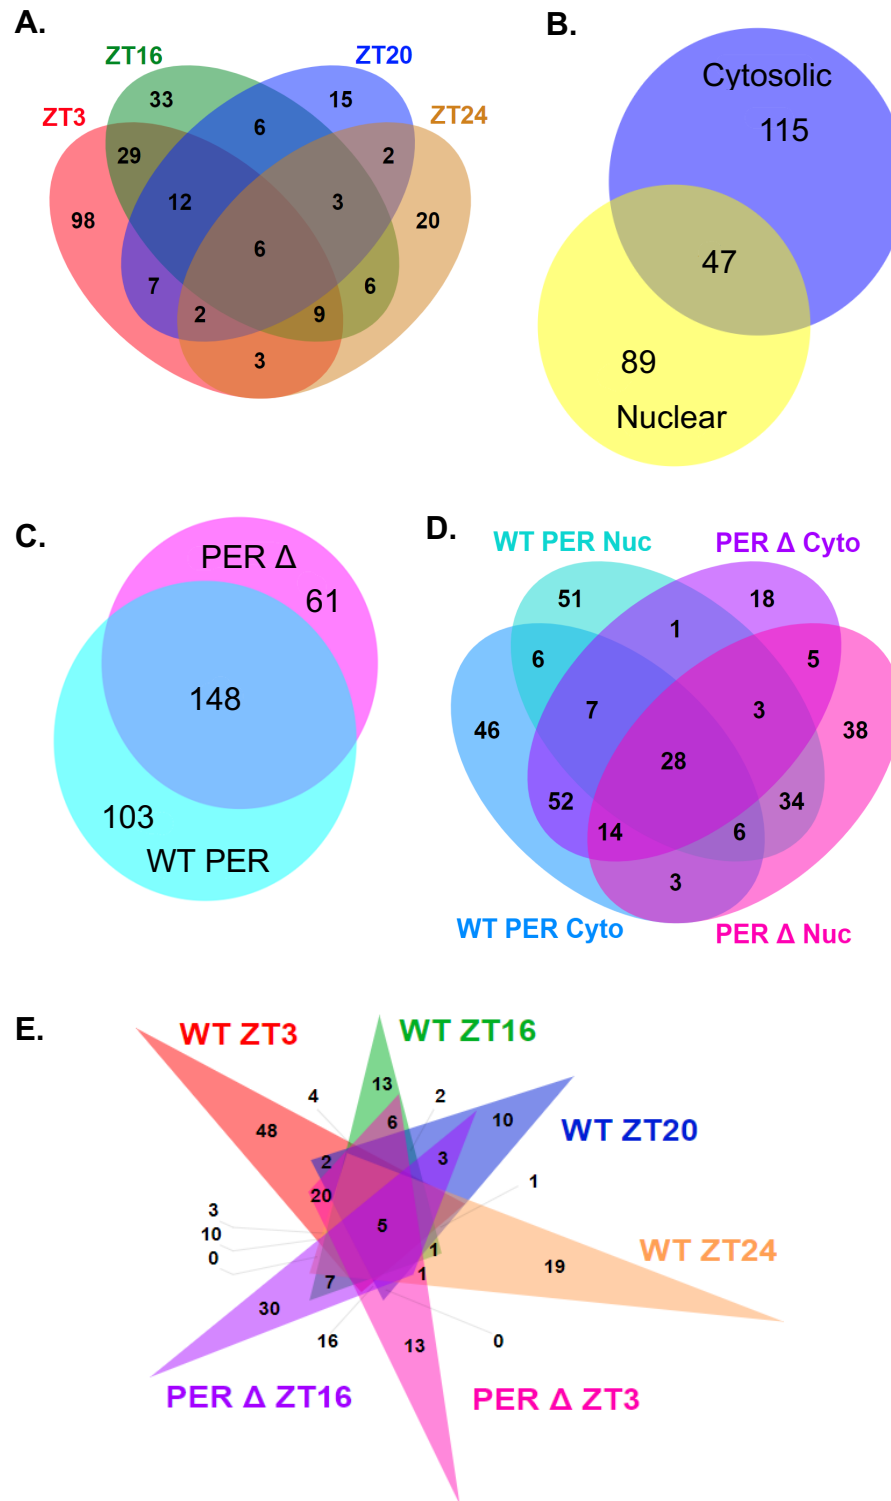 A.
ZT16
ZT20
ZT3
ZT24
33
15
6
29
2
12
3
98
20
6
7
6
2
9
3
B.
Cytosolic
115
47
89
Nuclear
C.
PER Δ
61
148
103
WT PER
D.
WT PER Nuc
PER Δ Cyto
51
18
1
6
5
7
3
46
38
28
52
34
14
6
3
WT PER Cyto
PER Δ Nuc
E.
WT ZT3
WT ZT16
13
4
2
6
10
48
WT ZT20
2
3
1
20
3
5
10
WT ZT24
0
1
19
7
1
30
16
13
0
PER Δ ZT16
PER Δ ZT3